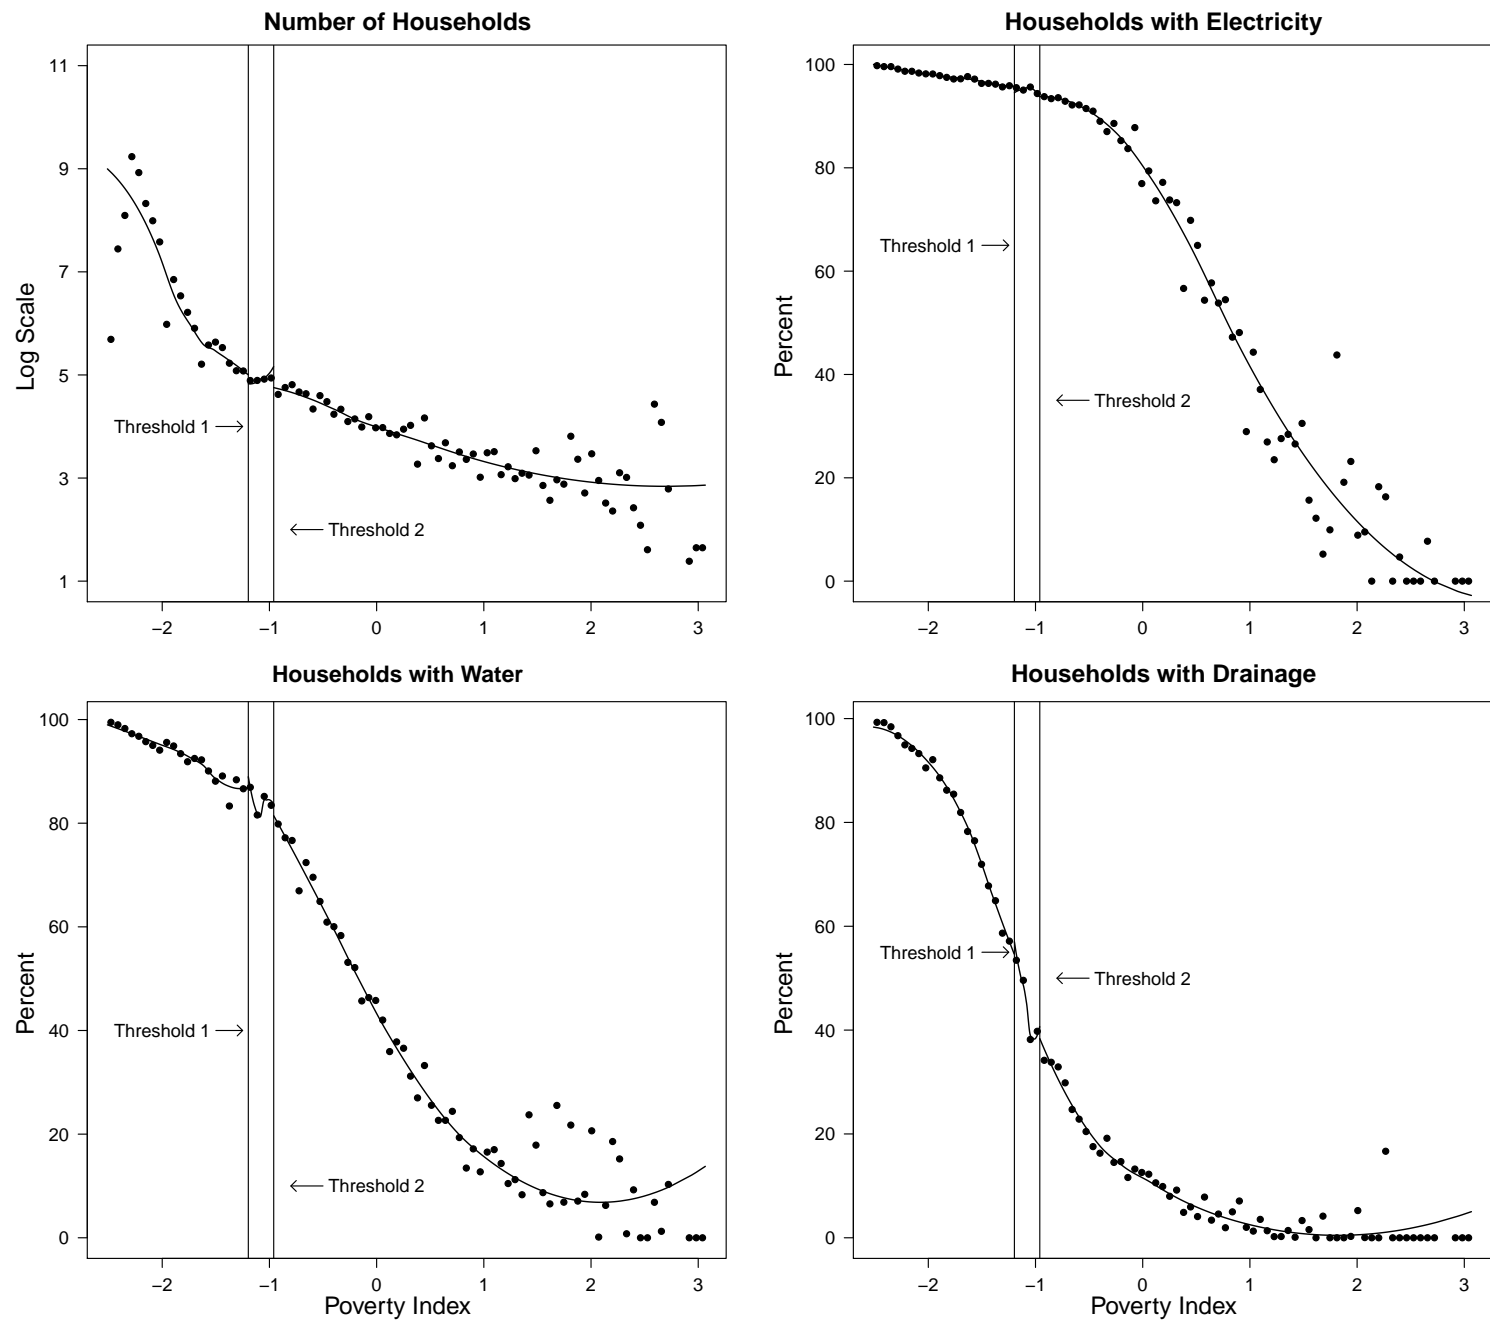 Number of Households
Log Scale
11
9
7
5
3
1
Threshold 1
Threshold 2
−2
−1
0
1
2
3
Households with Electricity
Percent
100
80
60
40
20
0
Threshold 1
Threshold 2
−2
−1
0
1
2
3
Households with Water
Percent
100
80
60
40
20
0
Threshold 1
Threshold 2
−2
−1
0
1
2
3
Poverty Index
Households with Drainage
Percent
100
80
60
40
20
0
Threshold 1
Threshold 2
−2
−1
0
1
2
3
Poverty Index